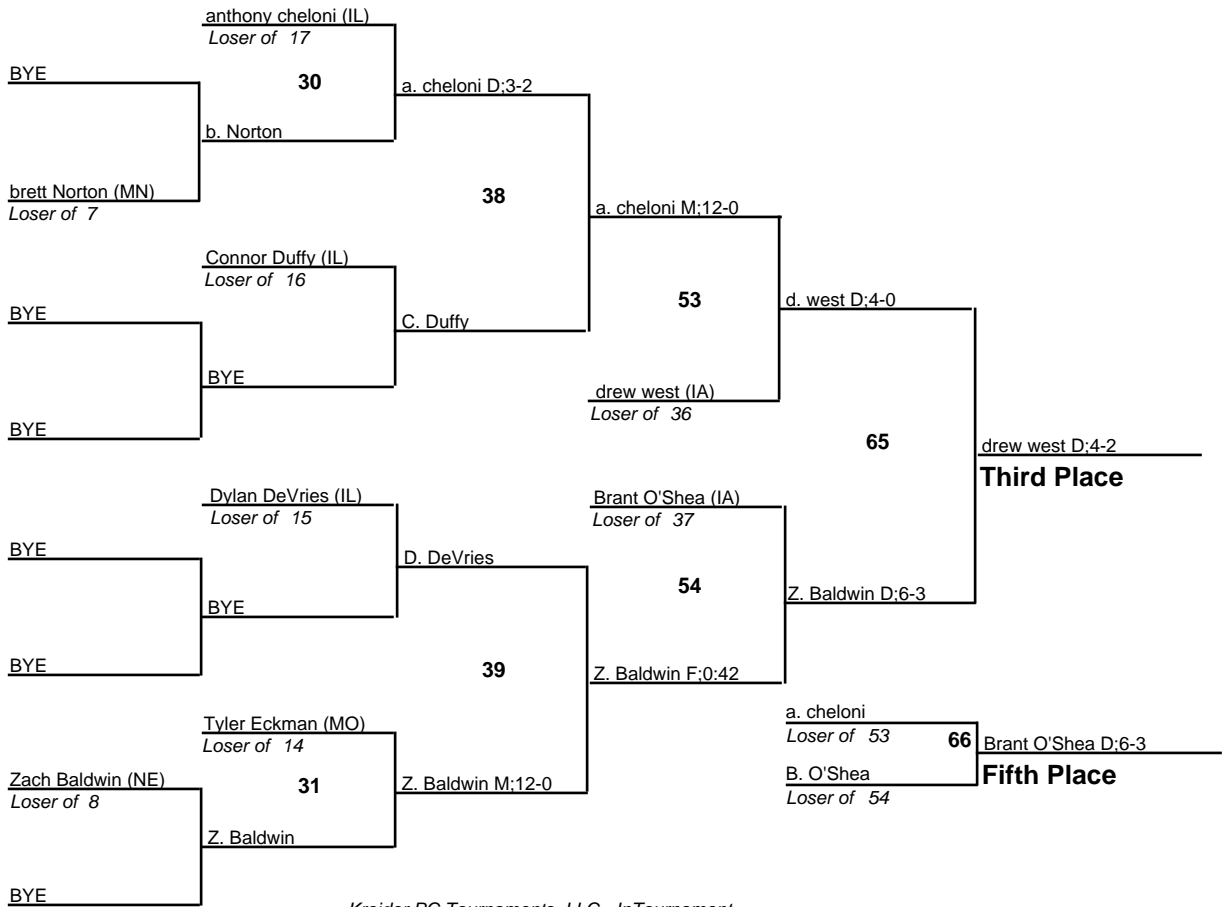 anthony cheloni (IL)
Loser of 17
BYE
30
a. cheloni D;3-2
b. Norton
brett Norton (MN)
Loser of 7
38
a. cheloni M;12-0
Connor Duffy (IL)
Loser of 16
53
d. west D;4-0
BYE
C. Duffy
BYE
drew west (IA)
Loser of 36
BYE
65
drew west D;4-2
Third Place
Dylan DeVries (IL)
Loser of 15
Brant O'Shea (IA)
Loser of 37
BYE
D. DeVries
54
BYE
Z. Baldwin D;6-3
BYE
39
Z. Baldwin F;0:42
Tyler Eckman (MO)
Loser of 14
a. cheloni
Loser of 53
66
Brant O'Shea D;6-3
Fifth Place
Zach Baldwin (NE)
Loser of 8
31
Z. Baldwin M;12-0
B. O'Shea
Loser of 54
Z. Baldwin
BYE
Kreider PC Tournaments, LLC - InTournament